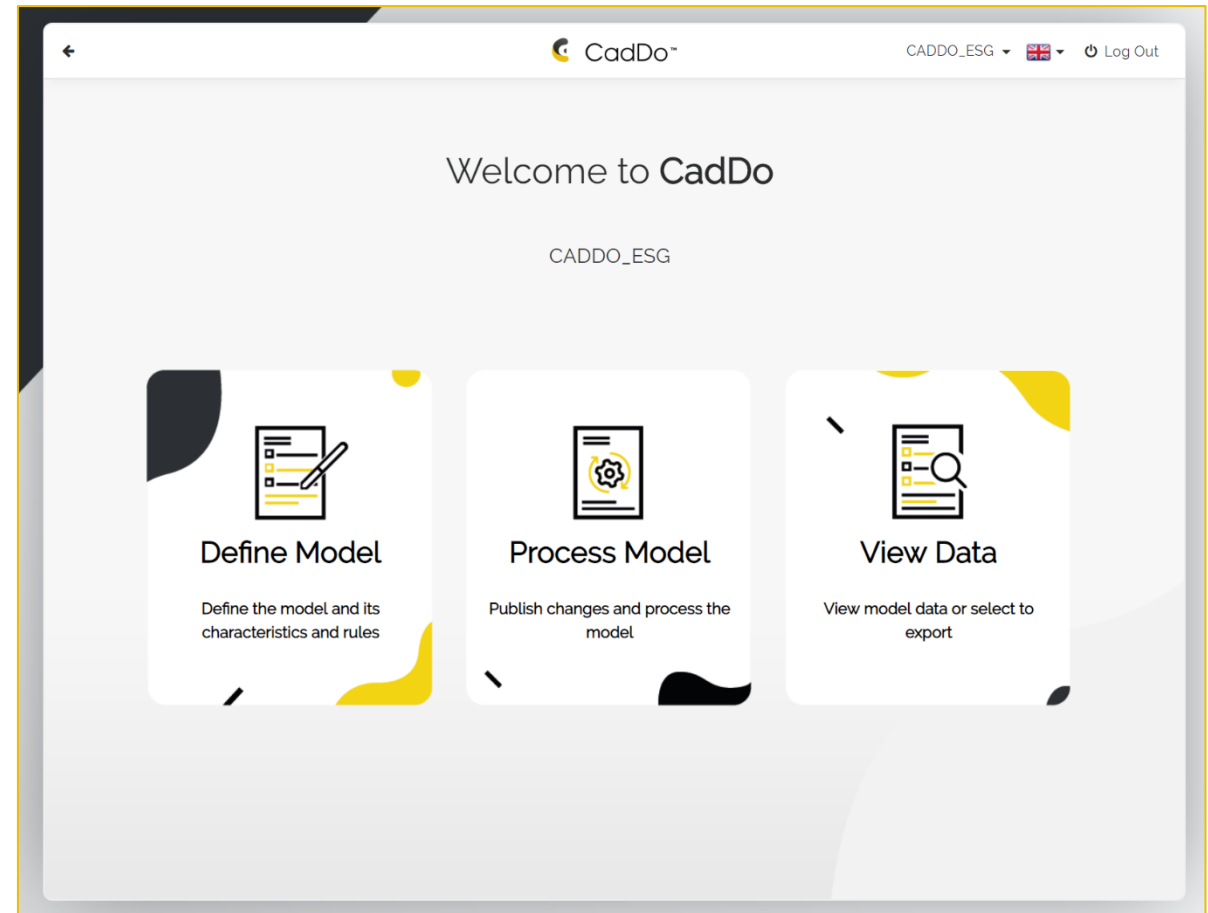 CadDo™
CADDO_ESG
Log Out
Welcome to CadDo
CADDO_ESG
Define Model
Define the model and its
characteristics and rules
Process Model
Publish changes and process the
model
View Data
View model data or select to
export